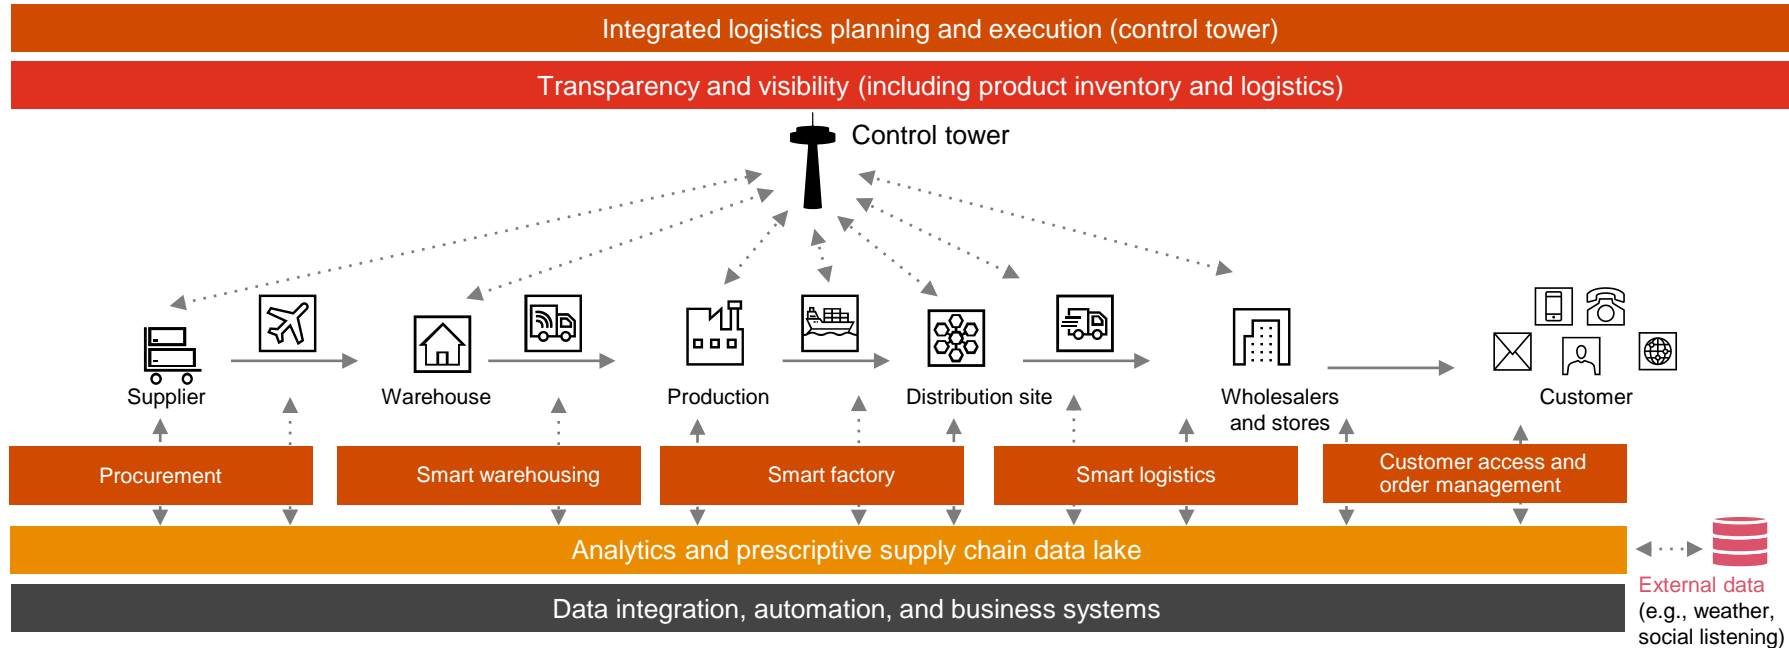 Integrated logistics planning and execution (control tower)
Transparency and visibility (including product inventory and logistics)
Control tower
Supplier
Warehouse
Production
Distribution site
Wholesalers
and stores
Customer
Procurement
Smart warehousing
Smart factory
Smart logistics
Customer access and
order management
Analytics and prescriptive supply chain data lake
Data integration, automation, and business systems
External data
(e.g., weather,
social listening)